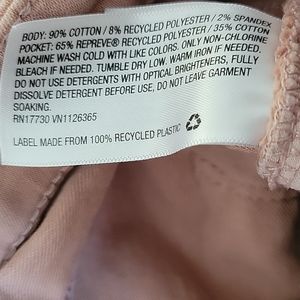 BODY: 90% COTTON / 8% RECYCLED POLYESTER / 2% SPANDEX
POCKET: 65% REPREVE® RECYCLED POLYESTER / 35% COTTON
MACHINE WASH COLD WITH LIKE COLORS. ONLY NON-CHLORINE
BLEACH IF NEEDED. TUMBLE DRY LOW. WARM IRON IF NEEDED.
DO NOT USE DETERGENTS WITH OPTICAL BRIGHTENERS, FULLY
DISSOLVE DETERGENT BEFORE USE, DO NOT LEAVE GARMENT
SOAKING.
RN17730 VN1126365
LABEL MADE FROM 100% RECYCLED PLASTIC